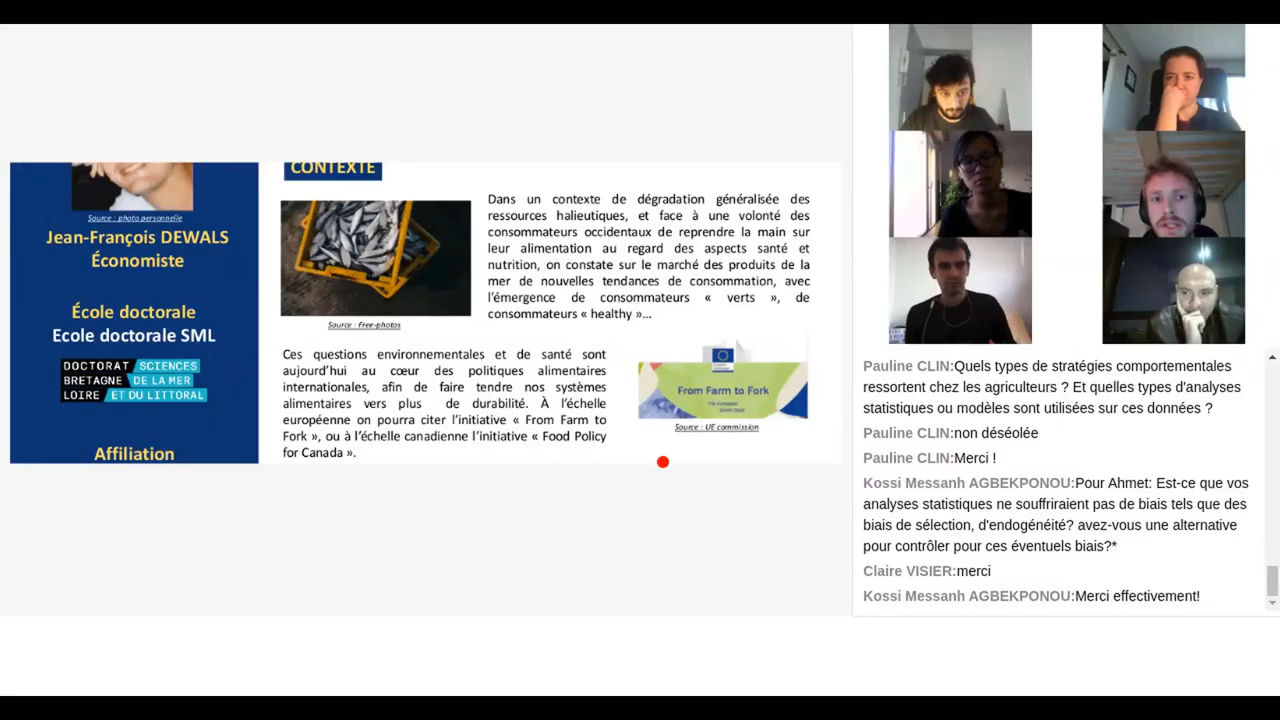 Source : photo personnelle
Jean-François DEWALS
Économiste
École doctorale
Ecole doctorale SML
DOCTORAT SCIENCES
BRETAGNE DE LA MER
LOIRE ET DU LITTORAL
Affiliation
CONTEXTE
Dans un contexte de dégradation généralisée des
ressources halieutiques, et face à une volonté des
consommateurs occidentaux de reprendre la main sur
leur alimentation au regard des aspects santé et
nutrition, on constate sur le marché des produits de la
mer de nouvelles tendances de consommation, avec
l'émergence de consommateurs « verts », de
consommateurs « healthy »...
Source : Free-photos
Ces questions environnementales et de santé sont
aujourd'hui au cœur des politiques alimentaires
internationales, afin de faire tendre nos systèmes
alimentaires vers plus de durabilité. À l'échelle
européenne on pourra citer l'initiative « From Farm to
Fork », ou à l'échelle canadienne l'initiative « Food Policy
for Canada ».
From Farm to Fork
Source : UE commission
Pauline CLIN:Quels types de stratégies comportementales
ressortent chez les agriculteurs ? Et quelles types d'analyses
statistiques ou modèles sont utilisées sur ces données ?
Pauline CLIN:non déséolée
Pauline CLIN:Merci !
Kossi Messanh AGBEKPONOU:Pour Ahmet: Est-ce que vos
analyses statistiques ne souffriraient pas de biais tels que des
biais de sélection, d'endogénéité? avez-vous une alternative
pour contrôler pour ces éventuels biais?*
Claire VISIER:merci
Kossi Messanh AGBEKPONOU:Merci effectivement!